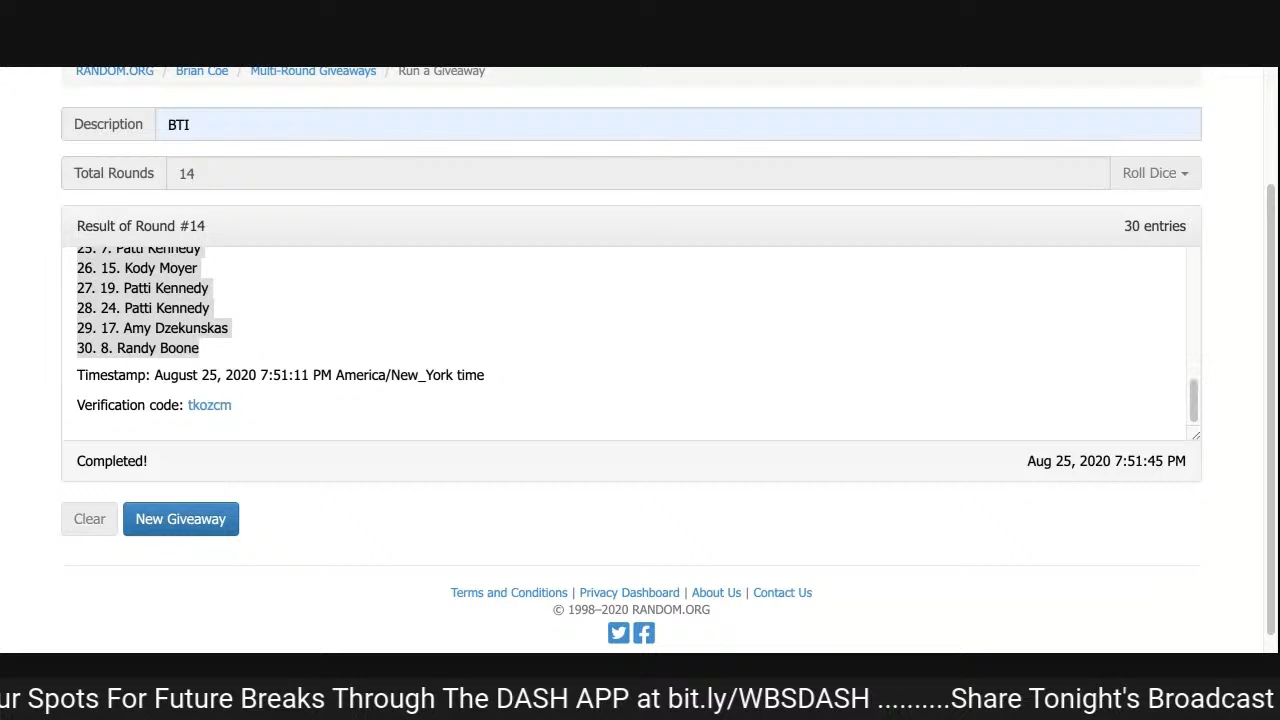 RANDOM.ORG / Brian Coe / Multi-Round Giveaways / Run a Giveaway
Description BTI
Total Rounds 14 Roll Dice
Result of Round #14 30 entries
25. 7. Patti Kennedy
26. 15. Kody Moyer
27. 19. Patti Kennedy
28. 24. Patti Kennedy
29. 17. Amy Dzekunskas
30. 8. Randy Boone
Timestamp: August 25, 2020 7:51:11 PM America/New_York time
Verification code: tkozcm
Completed! Aug 25, 2020 7:51:45 PM
Clear New Giveaway
Terms and Conditions | Privacy Dashboard | About Us | Contact Us
© 1998–2020 RANDOM.ORG
ur Spots For Future Breaks Through The DASH APP at bit.ly/WBSDASH ..........Share Tonight's Broadcast